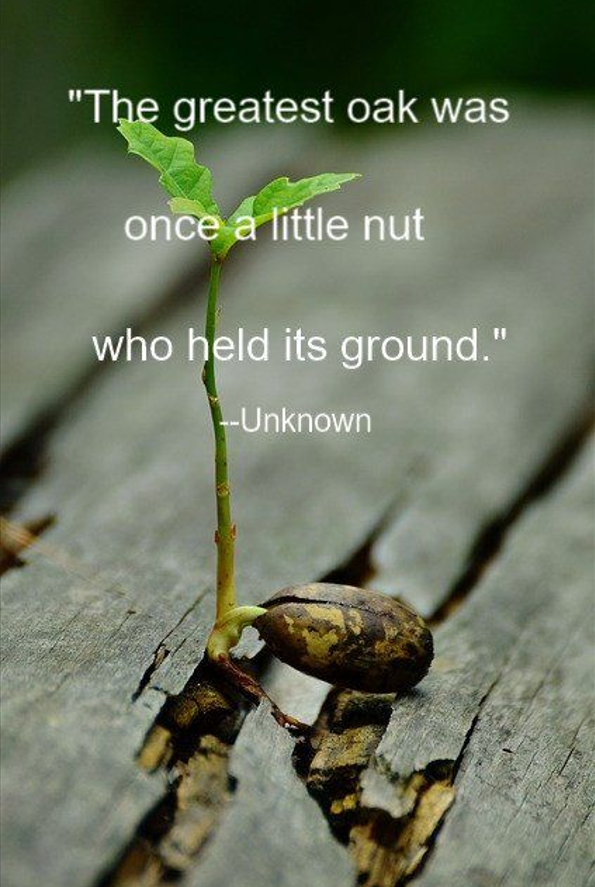 "The greatest oak was
once a little nut
who held its ground."
--Unknown